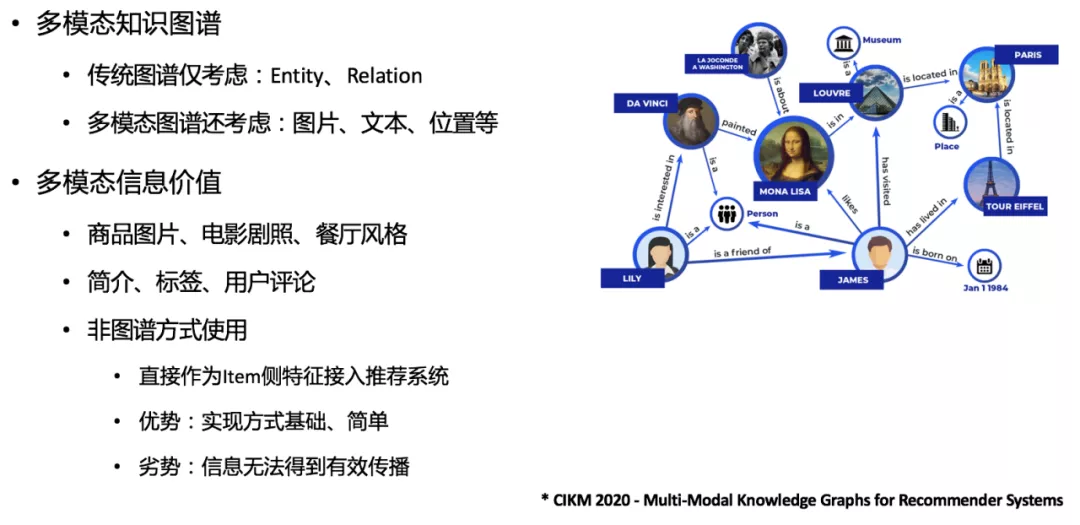 • 多模态知识图谱
• 传统图谱仅考虑：Entity、Relation
• 多模态图谱还考虑：图片、文本、位置等
• 多模态信息价值
• 商品图片、电影剧照、餐厅风格
• 简介、标签、用户评论
• 非图谱方式使用
• 直接作为Item侧特征接入推荐系统
• 优势：实现方式基础、简单
• 劣势：信息无法得到有效传播
LA JOCONDE
A WASHINGTON
Museum
PARIS
is a
is located in
DA VINCI
is about
LOUVRE
is a
painted
is in
Place
is located in
is interested in
is a
MONA LISA
has visited
TOUR EIFFEL
Person
likes
has lived in
is a
is a
is a friend of
is born on
LILY
JAMES
Jan 1 1984
* CIKM 2020 - Multi-Modal Knowledge Graphs for Recommender Systems